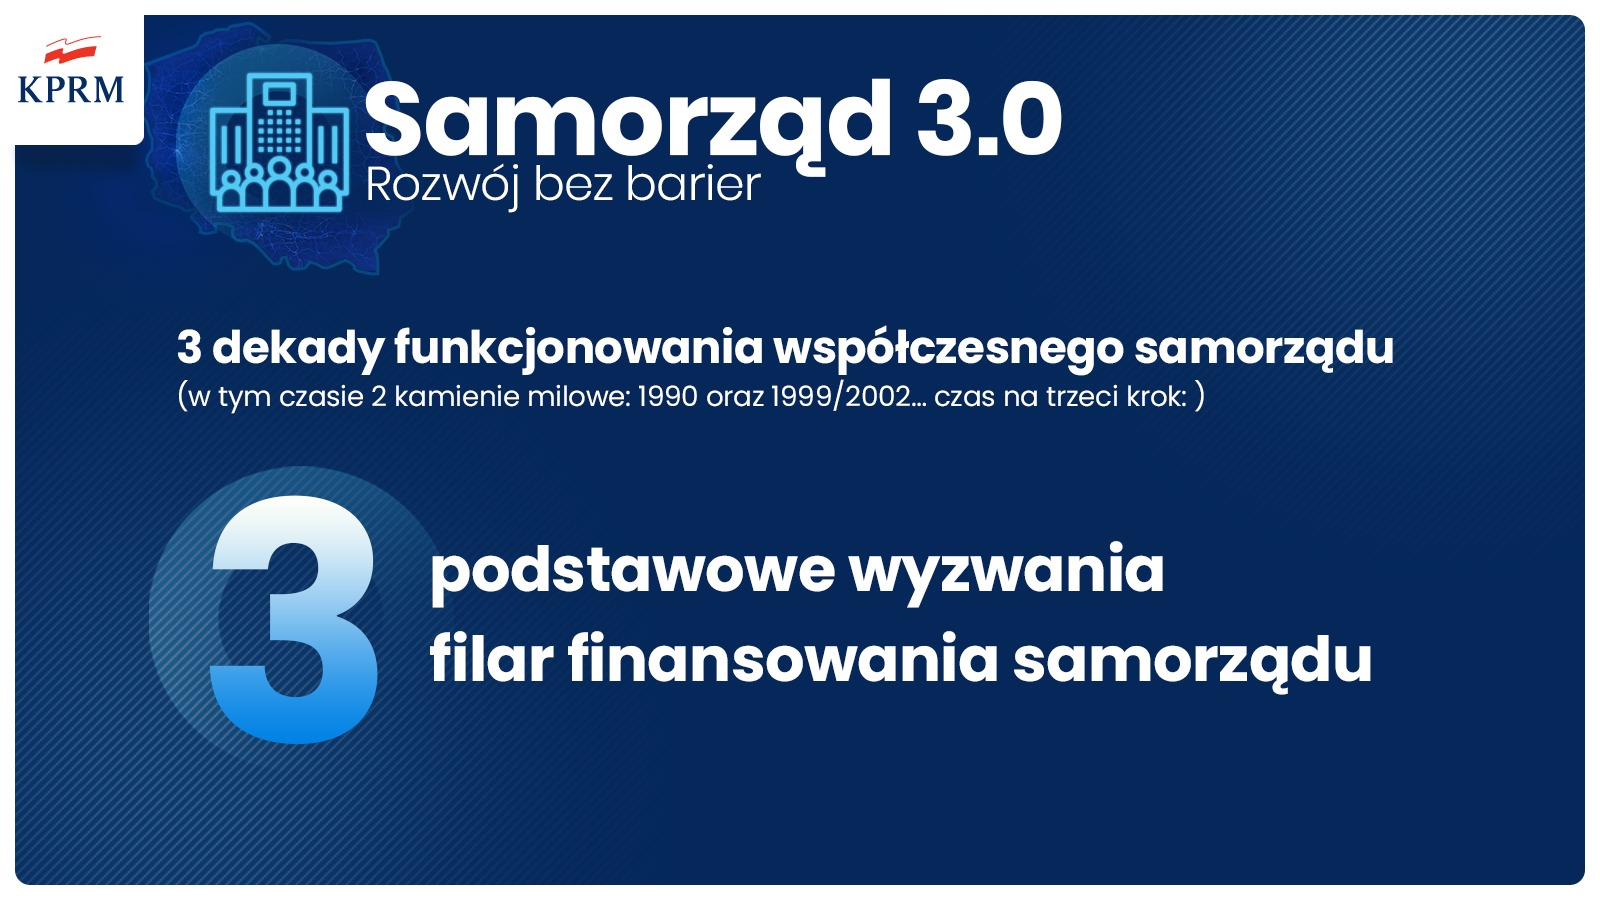 KPRM
Samorząd 3.0
Rozwój bez barier
3 dekady funkcjonowania współczesnego samorządu
(w tym czasie 2 kamienie milowe: 1990 oraz 1999/2002... czas na trzeci krok: )
3
podstawowe wyzwania
filar finansowania samorządu